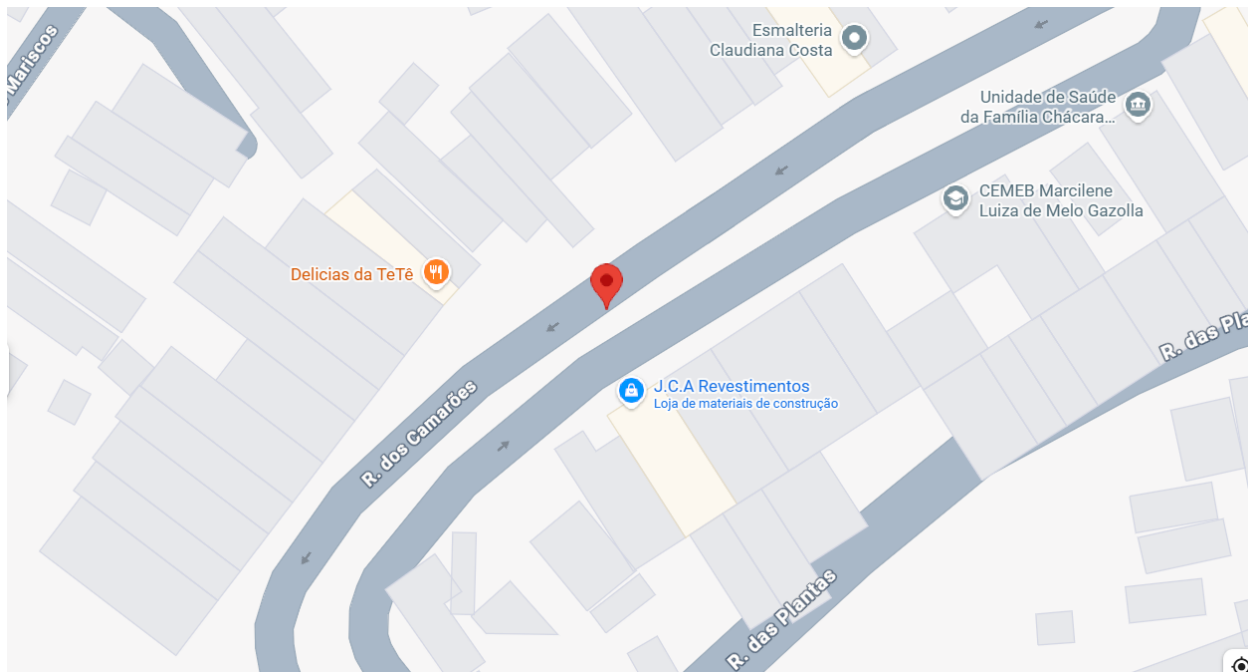 Mariscos
Esmalteria
Claudiana Costa
Unidade de Saúde
da Família Chácara...
CEMEB Marcilene
Luiza de Melo Gazolla
Delicias da TeTê
R. das Pla
J.C.A Revestimentos
Loja de materiais de construção
R. dos Camarões
R. das Plantas